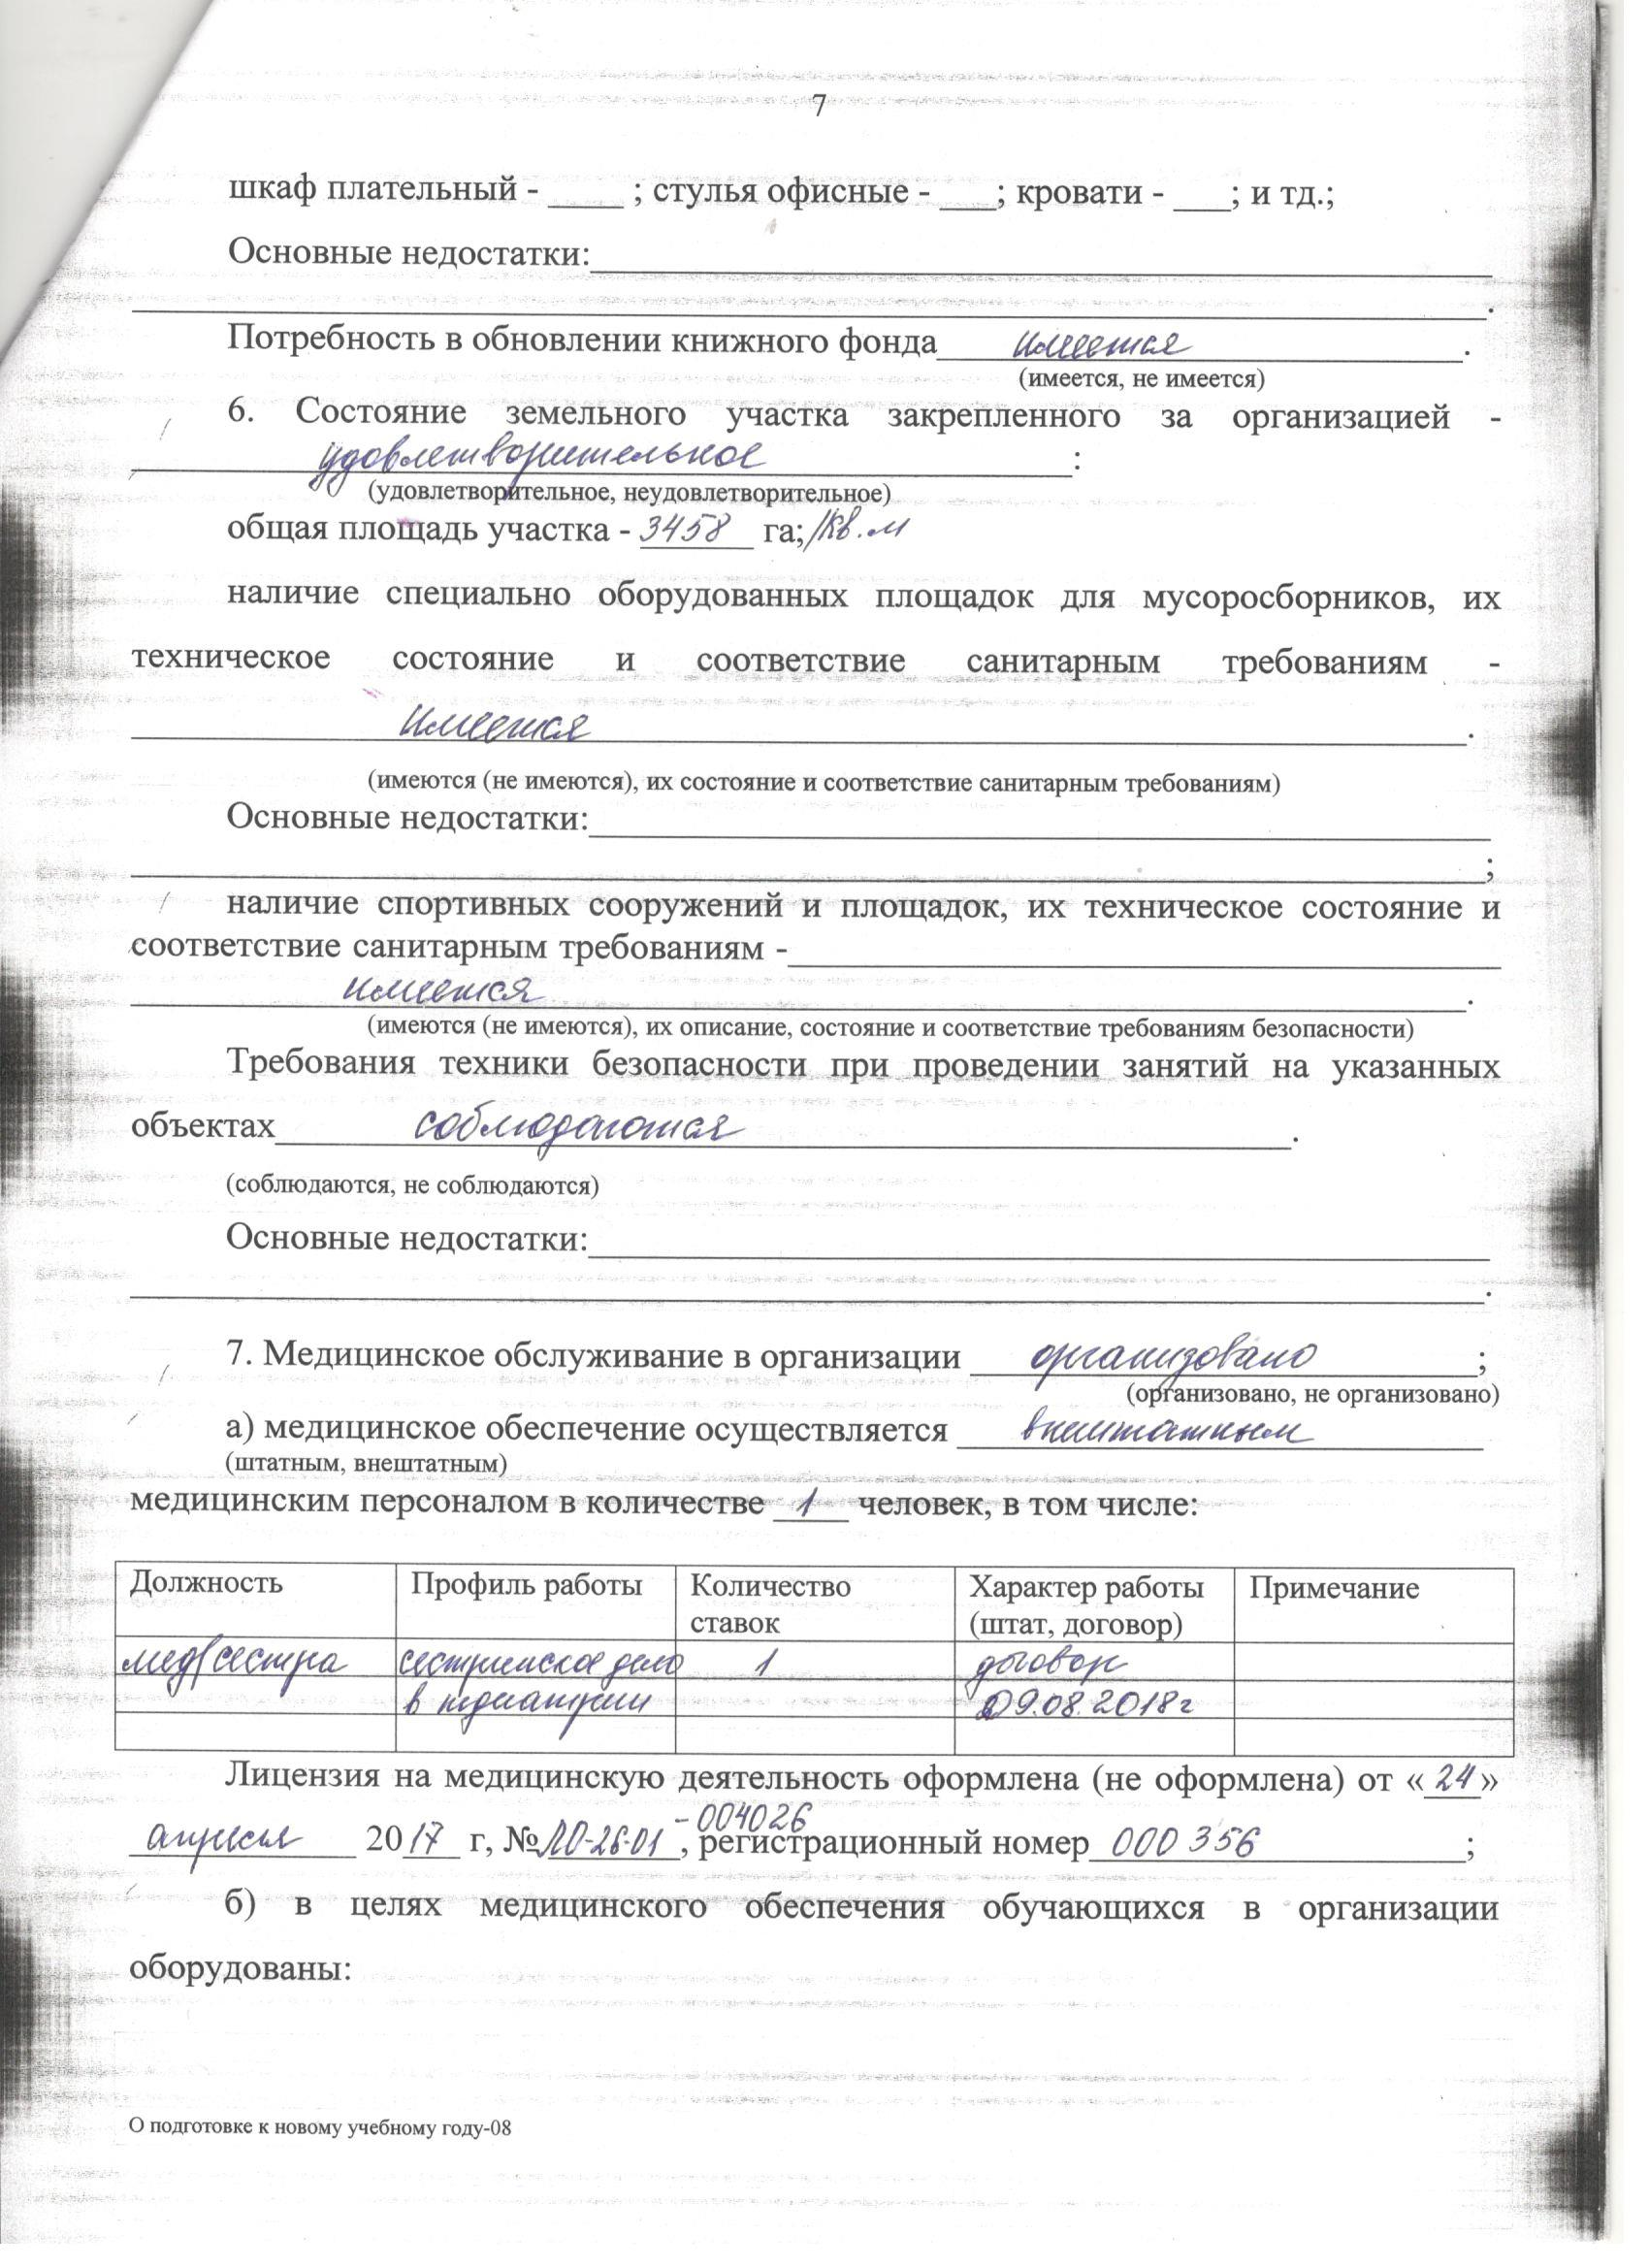 7
шкаф плательный - ____ ; стулья офисные - ___; кровати - ___; и тд.;
Основные недостатки:
.
Потребность в обновлении книжного фонда имеется.
(имеется, не имеется)
6. Состояние земельного участка закрепленного за организацией -
удовлетворительное :
(удовлетворительное, неудовлетворительное)
общая площадь участка - 3458 га;/кв.м
наличие специально оборудованных площадок для мусоросборников, их
техническое состояние и соответствие санитарным требованиям -
имеется.
(имеются (не имеются), их состояние и соответствие санитарным требованиям)
Основные недостатки:
;
наличие спортивных сооружений и площадок, их техническое состояние и
соответствие санитарным требованиям -
имеется.
(имеются (не имеются), их описание, состояние и соответствие требованиям безопасности)
Требования техники безопасности при проведении занятий на указанных
объектах соблюдаются.
(соблюдаются, не соблюдаются)
Основные недостатки:
.
7. Медицинское обслуживание в организации организовано;
(организовано, не организовано)
а) медицинское обеспечение осуществляется внештатным
(штатным, внештатным)
медицинским персоналом в количестве 1 человек, в том числе:
Должность Профиль работы Количество ставок Характер работы (штат, договор) Примечание
мед/сестра сестринское дело 1 договор
в педиатрии 09.08.2018г
Лицензия на медицинскую деятельность оформлена (не оформлена) от «24»
апреля 2017 г, №ЛО-26-01-004026, регистрационный номер 000356;
б) в целях медицинского обеспечения обучающихся в организации
оборудованы:
О подготовке к новому учебному году-08